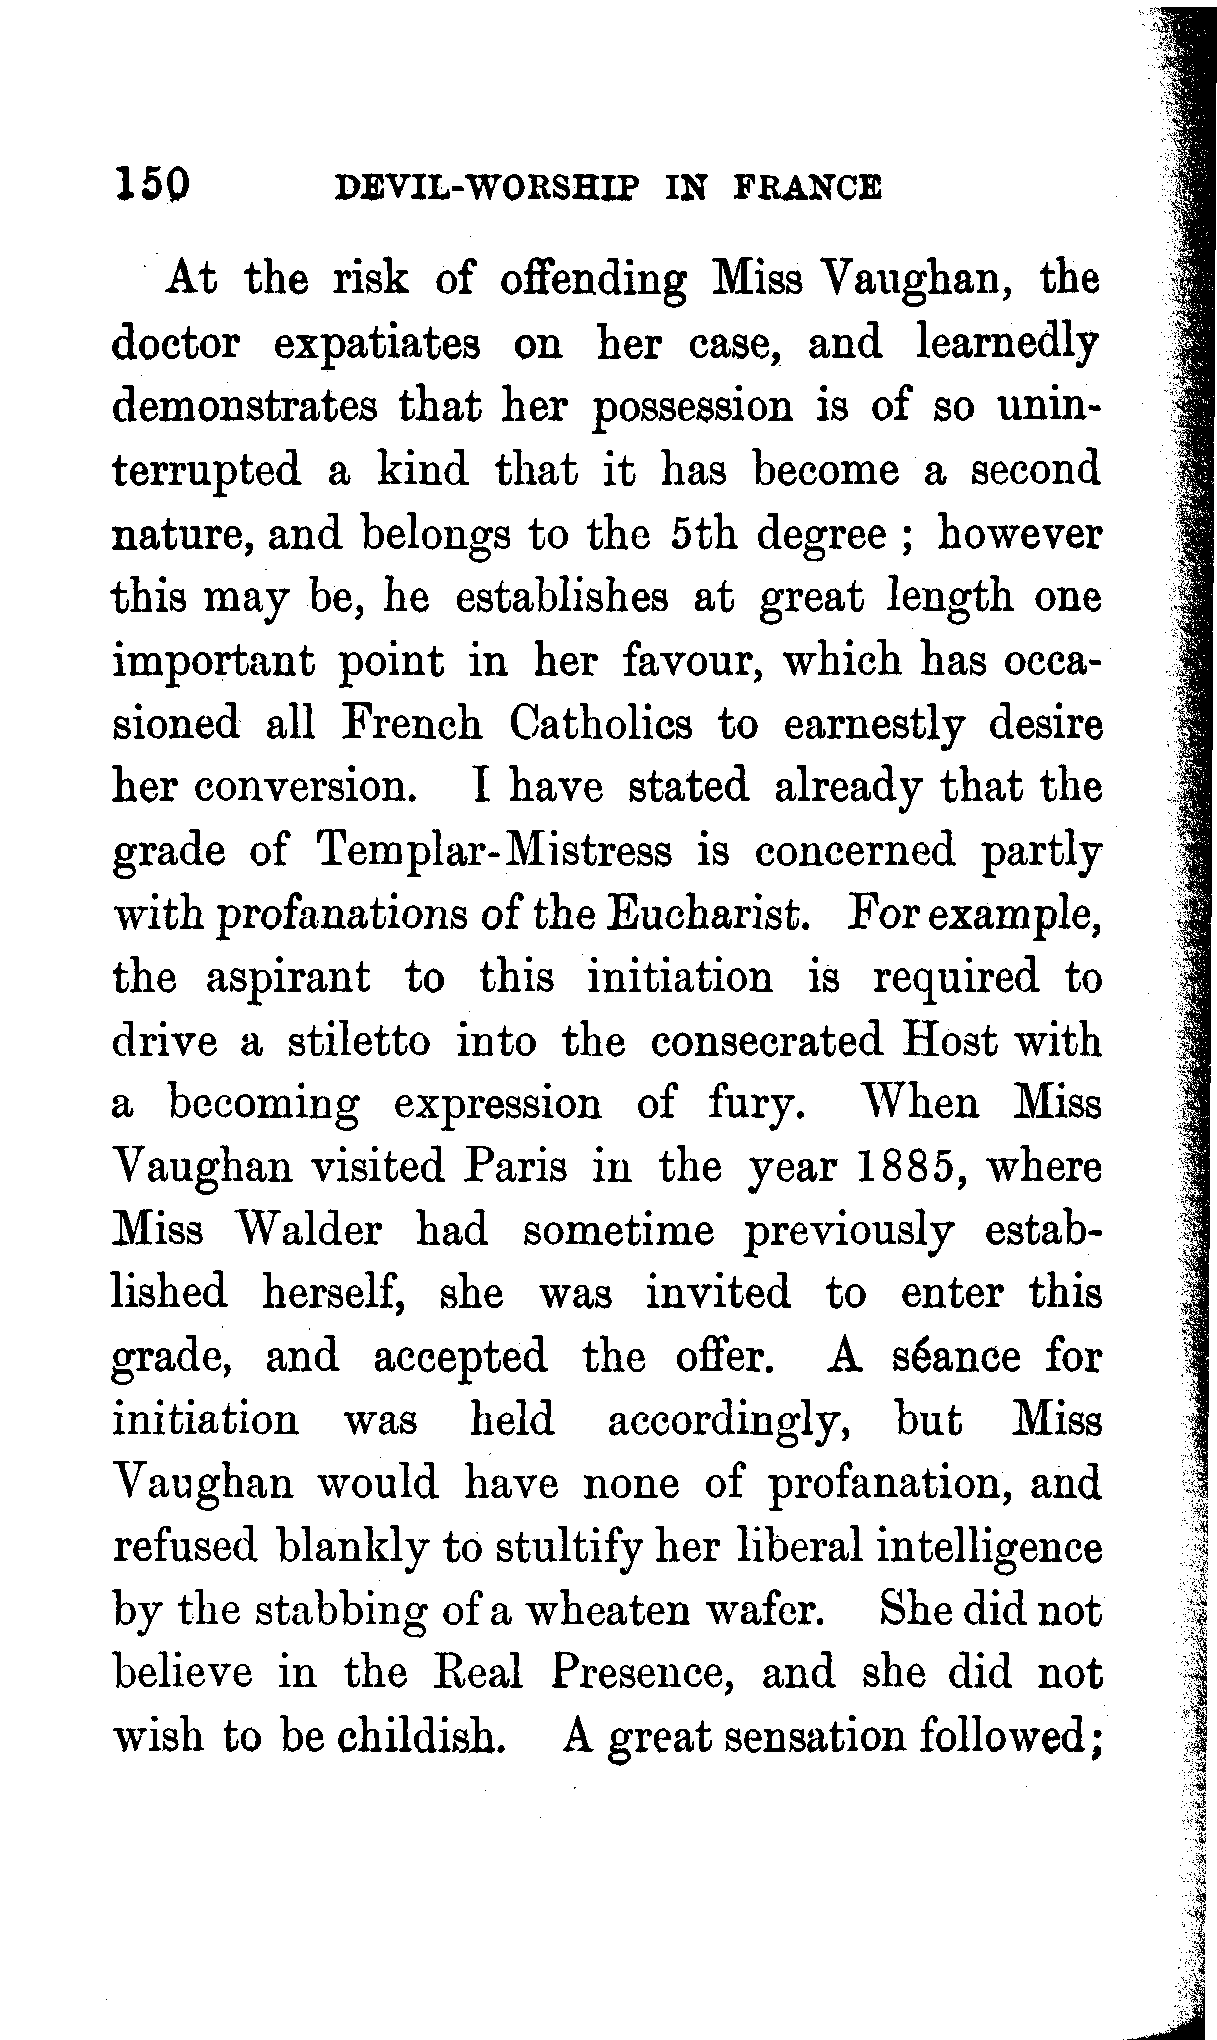 150 DEVIL-WORSHIP IN FRANCE
At the risk of offending Miss Vaughan, the
doctor expatiates on her case, and learnedly
demonstrates that her possession is of so unin-
terrupted a kind that it has become a second
nature, and belongs to the 5th degree ; however
this may be, he establishes at great length one
important point in her favour, which has occa-
sioned all French Catholics to earnestly desire
her conversion. I have stated already that the
grade of Templar-Mistress is concerned partly
with profanations of the Eucharist. For example,
the aspirant to this initiation is required to
drive a stiletto into the consecrated Host with
a becoming expression of fury. When Miss
Vaughan visited Paris in the year 1885, where
Miss Walder had sometime previously estab-
lished herself, she was invited to enter this
grade, and accepted the offer. A séance for
initiation was held accordingly, but Miss
Vaughan would have none of profanation, and
refused blankly to stultify her liberal intelligence
by the stabbing of a wheaten wafer. She did not
believe in the Real Presence, and she did not
wish to be childish. A great sensation followed;